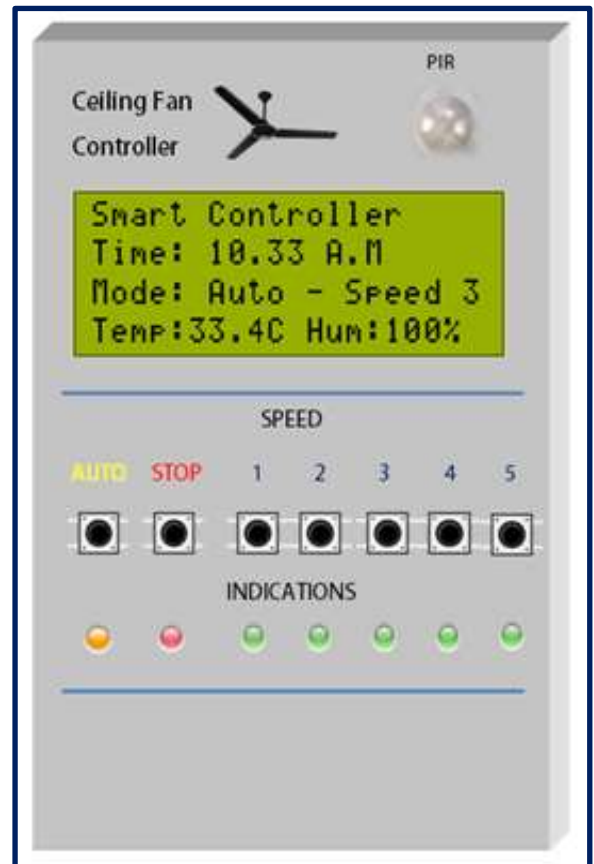 PIR
Ceiling Fan
Controller
Smart Controller
Time: 10.33 A.M
Mode: Auto - Speed 3
Temp:33.4C Hum:100%
SPEED
AUTO STOP 1 2 3 4 5
INDICATIONS